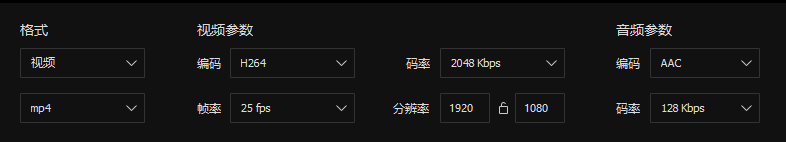 格式 视频参数 音频参数
视频 编码 H264 码率 2048 Kbps 编码 AAC
mp4 帧率 25 fps 分辨率 1920 1080 码率 128 Kbps